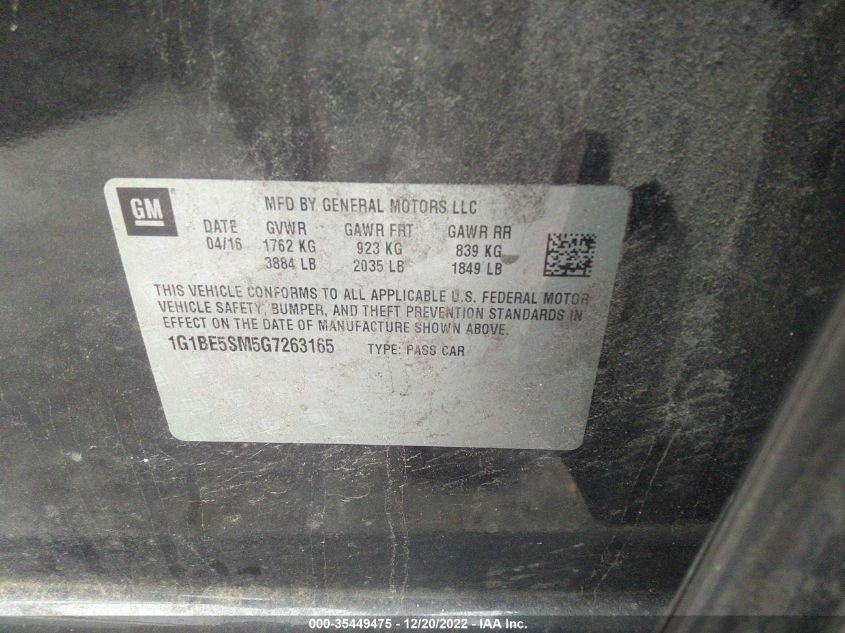 GM
MFD BY GENERAL MOTORS LLC
DATE GVWR GAWR FRT GAWR RR
04/16 1762 KG 923 KG 839 KG
3884 LB 2035 LB 1849 LB
THIS VEHICLE CONFORMS TO ALL APPLICABLE U.S. FEDERAL MOTOR
VEHICLE SAFETY, BUMPER, AND THEFT PREVENTION STANDARDS IN
EFFECT ON THE DATE OF MANUFACTURE SHOWN ABOVE.
1G1BE5SM5G7263165 TYPE: PASS CAR
000-35449475 - 12/20/2022 - IAA Inc.